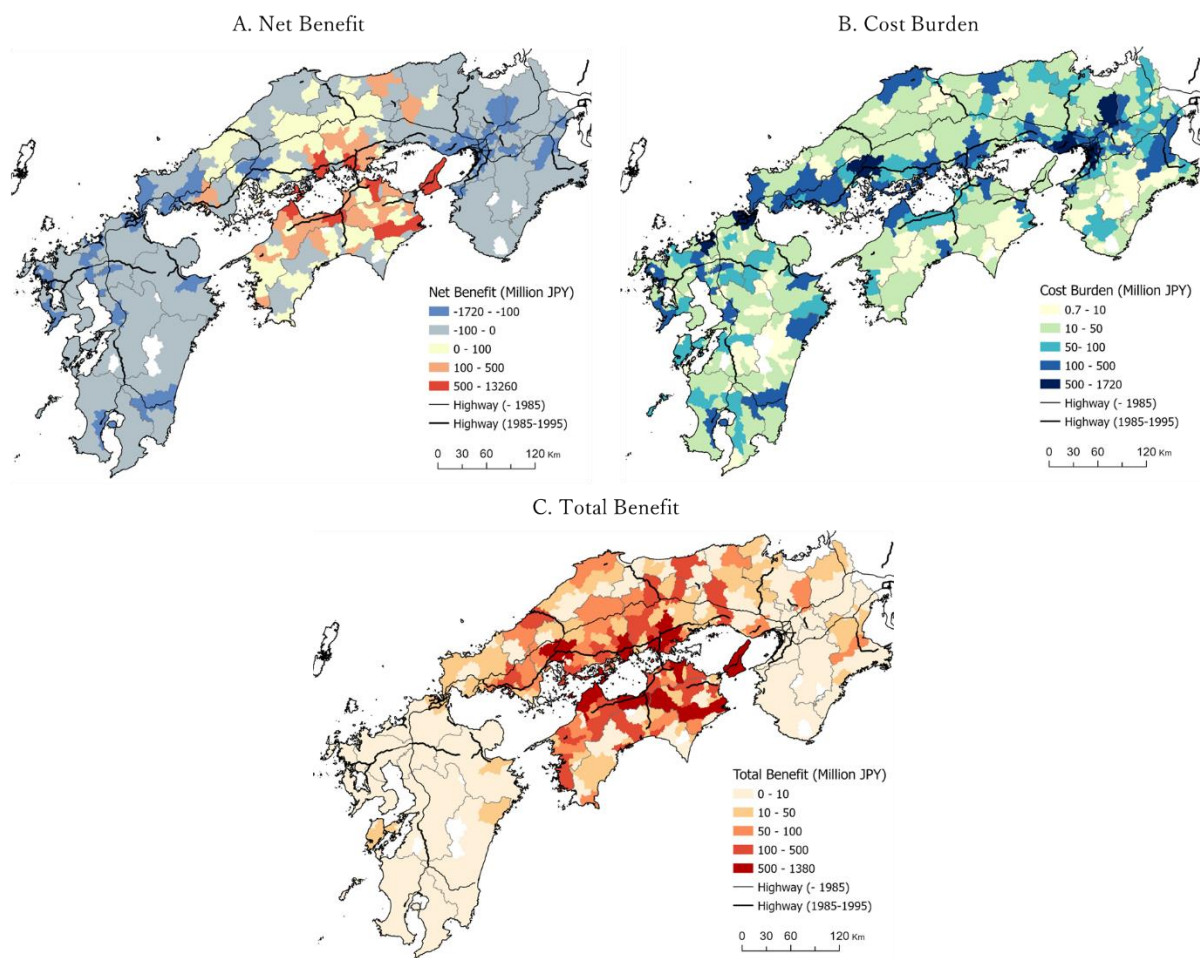 A. Net Benefit
Net Benefit (Million JPY)
-1720 - -100
-100 - 0
0 - 100
100 - 500
500 - 13260
Highway (- 1985)
Highway (1985-1995)
0 30 60 120 Km
B. Cost Burden
Cost Burden (Million JPY)
0.7 - 10
10 - 50
50- 100
100 - 500
500 - 1720
Highway (- 1985)
Highway (1985-1995)
0 30 60 120 Km
C. Total Benefit
Total Benefit (Million JPY)
0 - 10
10 - 50
50 - 100
100 - 500
500 - 1380
Highway (- 1985)
Highway (1985-1995)
0 30 60 120 Km